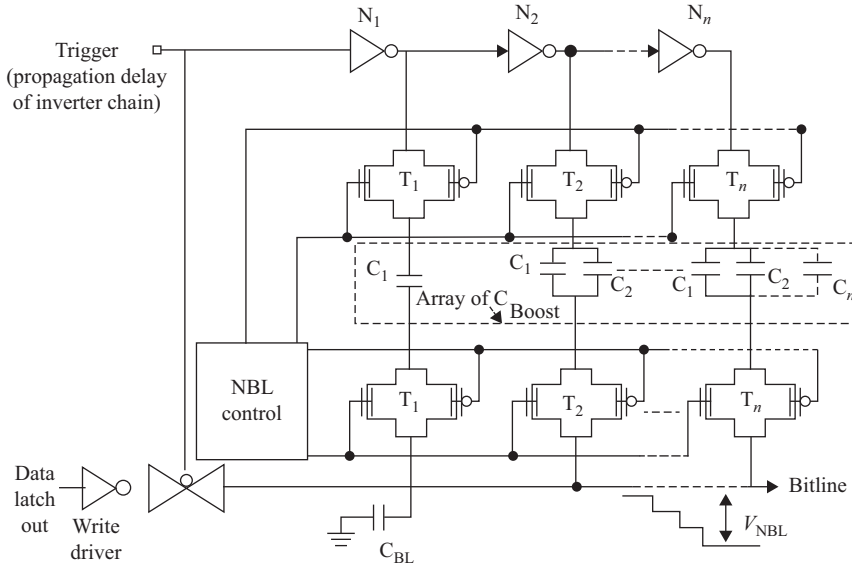 N1
N2
Nn
Trigger
(propagation delay
of inverter chain)
T1
T2
Tn
C1
C1
C2
C1
C2
Cn
Array of C Boost
NBL
control
T1
T2
Tn
Data
latch
out
Write
driver
Bitline
CBL
VNBL